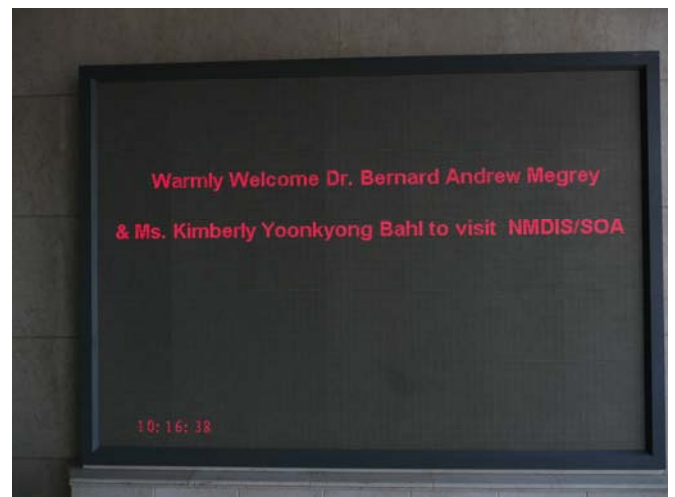 Warmly Welcome Dr. Bernard Andrew Megrey
& Ms. Kimberly Yoonkyong Bahl to visit NMDIS/SOA
10:16:38